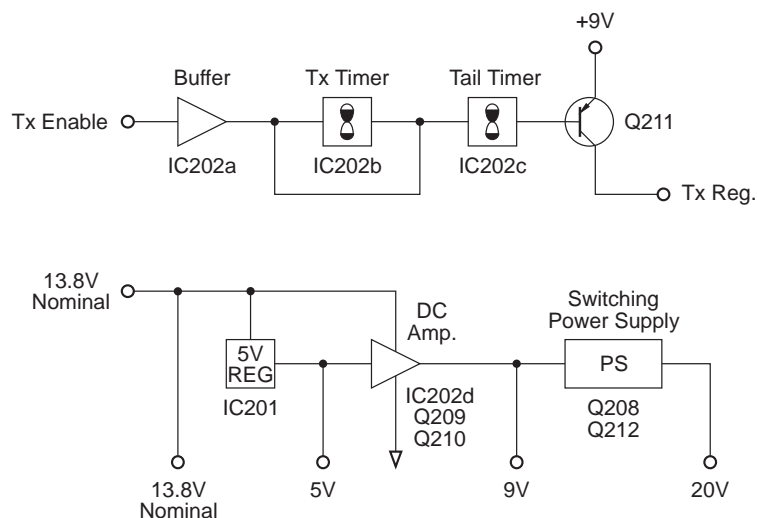 +9V
Buffer
Tx Timer
Tail Timer
Tx Enable
Q211
IC202a
IC202b
IC202c
Tx Reg.
13.8V
Nominal
DC
Amp.
Switching
Power Supply
5V
REG
PS
IC201
IC202d
Q209
Q210
Q208
Q212
13.8V
Nominal
5V
9V
20V